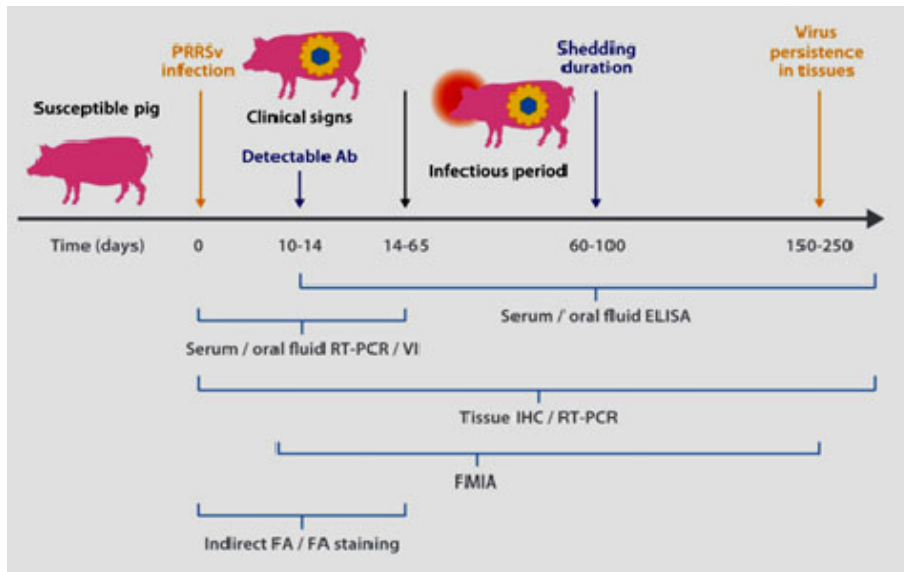 PRRSv
infection
Shedding
duration
Virus
persistence
in tissues
Susceptible pig
Clinical signs
Detectable Ab
Infectious period
Time (days) 0 10-14 14-65 60-100 150-250
Serum / oral fluid ELISA
Serum / oral fluid RT-PCR / VI
Tissue IHC / RT-PCR
FMIA
Indirect FA / FA staining